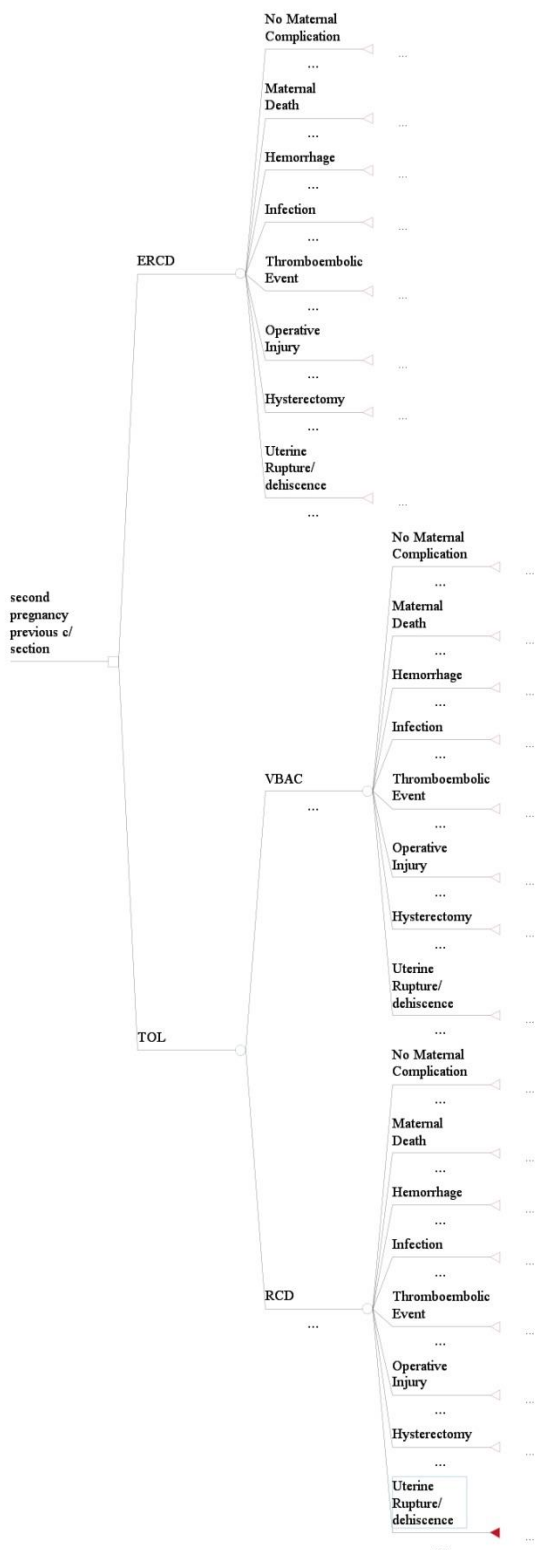 No Maternal
Complication
...
...
Maternal
Death
...
...
Hemorrhage
...
...
Infection
...
...
ERCD
Thromboembolic
Event
...
...
Operative
Injury
...
...
Hysterectomy
...
...
Uterine
Rupture/
dehiscence
...
...
second
pregnancy
previous c/
section
No Maternal
Complication
...
...
Maternal
Death
...
...
Hemorrhage
...
...
Infection
...
...
VBAC
...
Thromboembolic
Event
...
...
Operative
Injury
...
...
Hysterectomy
...
...
Uterine
Rupture/
dehiscence
...
...
TOL
No Maternal
Complication
...
...
Maternal
Death
...
...
Hemorrhage
...
...
Infection
...
...
RCD
...
Thromboembolic
Event
...
...
Operative
Injury
...
...
Hysterectomy
...
...
Uterine
Rupture/
dehiscence
...